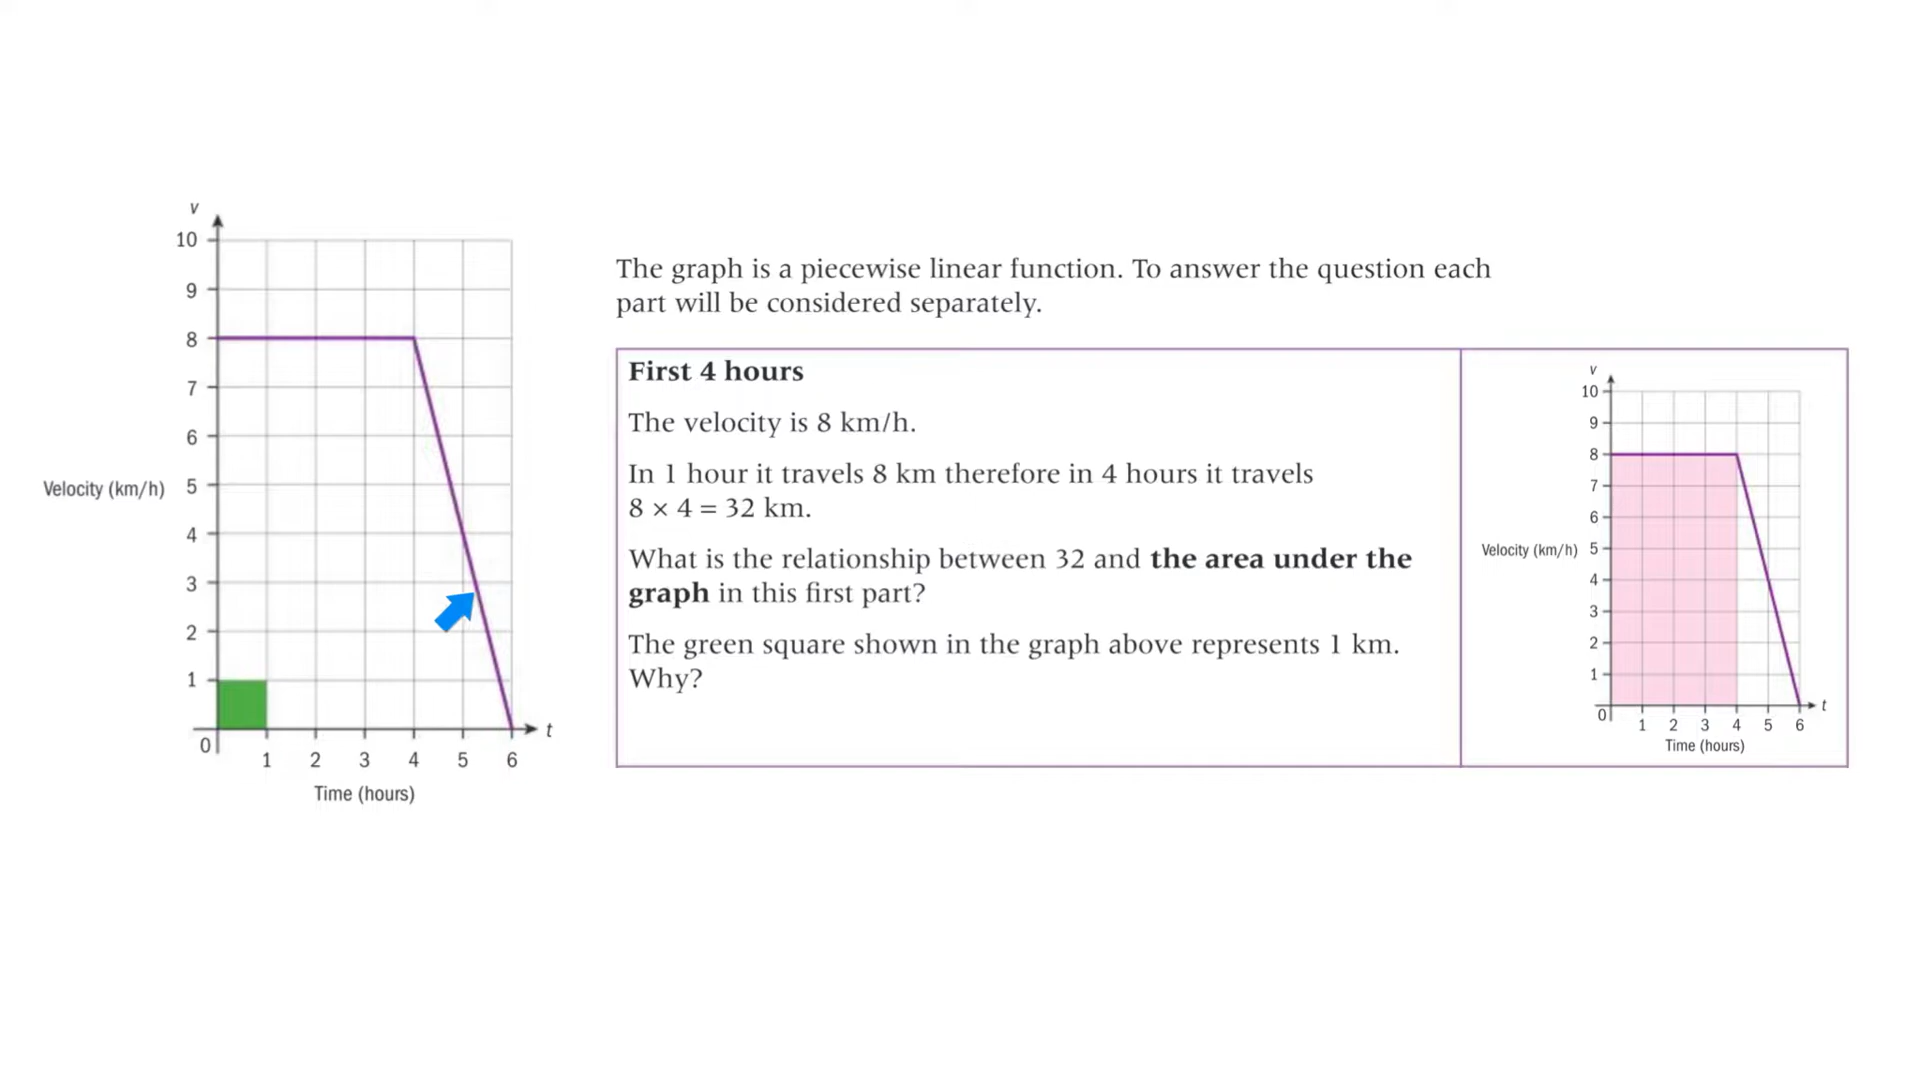 v
10
9
8
7
6
Velocity (km/h) 5
4
3
2
1
0
1 2 3 4 5 6
t
Time (hours)
The graph is a piecewise linear function. To answer the question each
part will be considered separately.
First 4 hours
The velocity is 8 km/h.
In 1 hour it travels 8 km therefore in 4 hours it travels
8 × 4 = 32 km.
What is the relationship between 32 and the area under the
graph in this first part?
The green square shown in the graph above represents 1 km.
Why?
v
10
9
8
7
6
Velocity (km/h) 5
4
3
2
1
0
1 2 3 4 5 6
t
Time (hours)